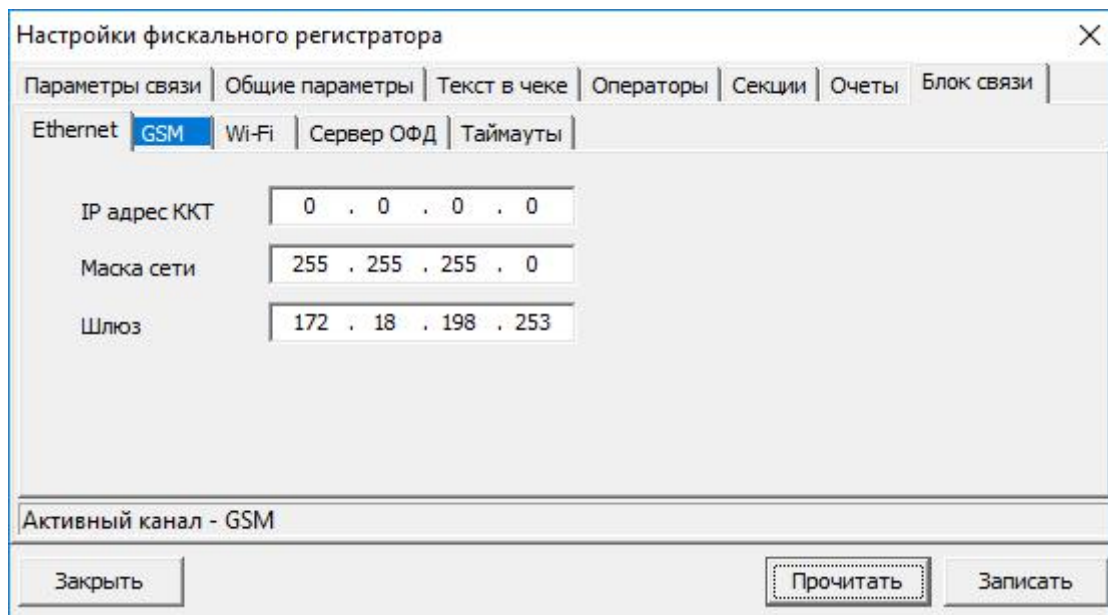 Настройки фискального регистратора
Параметры связи Общие параметры Текст в чеке Операторы Секции Очеты Блок связи
Ethernet GSM Wi-Fi Сервер ОФД Таймауты
IP адрес ККТ 0 . 0 . 0 . 0
Маска сети 255 . 255 . 255 . 0
Шлюз 172 . 18 . 198 . 253
Активный канал - GSM
Закрыть Прочитать Записать